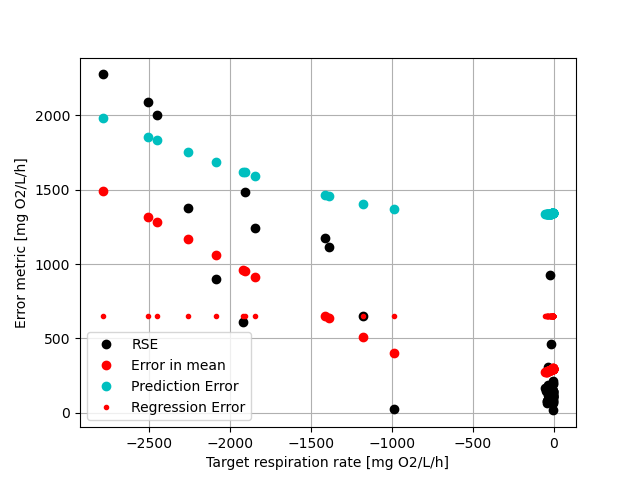 2000
1500
1000
500
0
Error metric [mg O2/L/h]
RSE
Error in mean
Prediction Error
Regression Error
−2500 −2000 −1500 −1000 −500 0
Target respiration rate [mg O2/L/h]